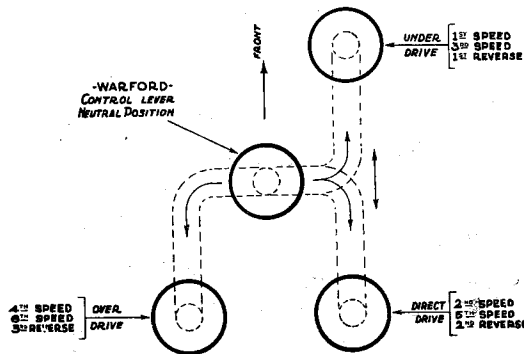 FRONT
UNDER
DRIVE
1ST SPEED
3RD SPEED
1ST REVERSE
-WARFORD-
CONTROL LEVER
NEUTRAL POSITION
4TH SPEED
6TH SPEED
3RD REVERSE
OVER
DRIVE
DIRECT
DRIVE
2ND SPEED
5TH SPEED
2ND REVERSE